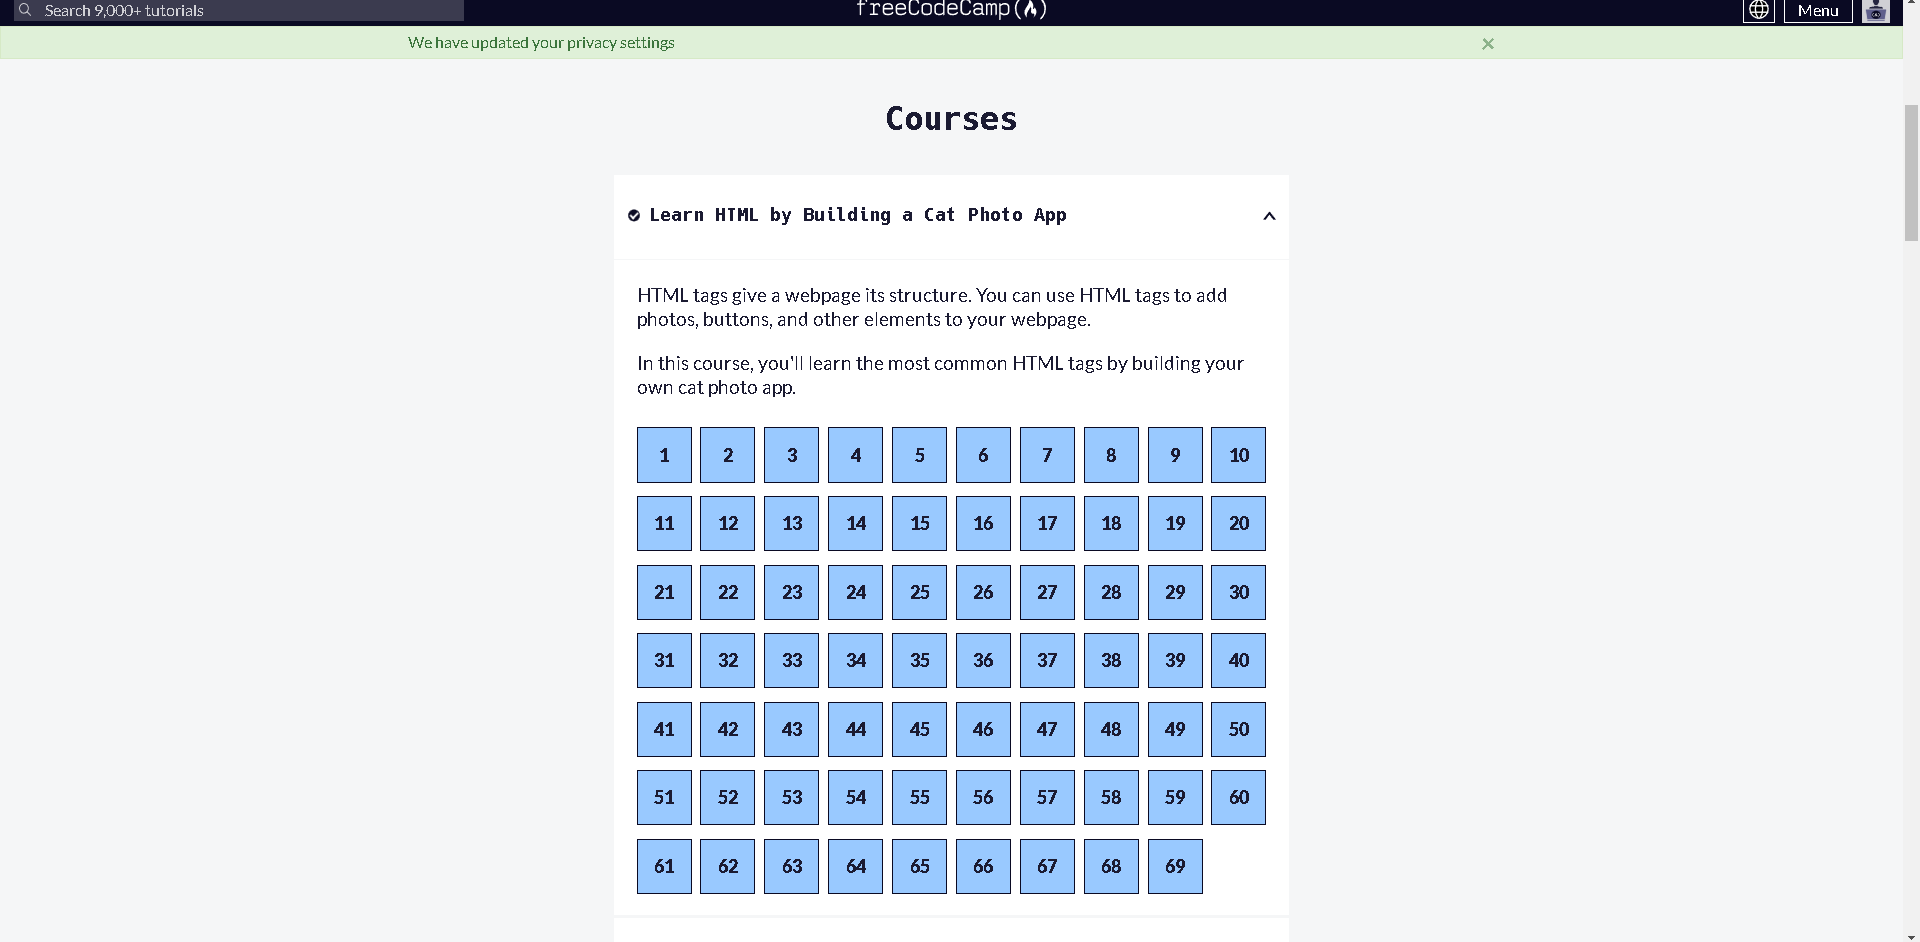 Search 9,000+ tutorials
freeCodeCamp
Menu
We have updated your privacy settings
Courses
Learn HTML by Building a Cat Photo App
HTML tags give a webpage its structure. You can use HTML tags to add
photos, buttons, and other elements to your webpage.
In this course, you'll learn the most common HTML tags by building your
own cat photo app.
1 2 3 4 5 6 7 8 9 10
11 12 13 14 15 16 17 18 19 20
21 22 23 24 25 26 27 28 29 30
31 32 33 34 35 36 37 38 39 40
41 42 43 44 45 46 47 48 49 50
51 52 53 54 55 56 57 58 59 60
61 62 63 64 65 66 67 68 69